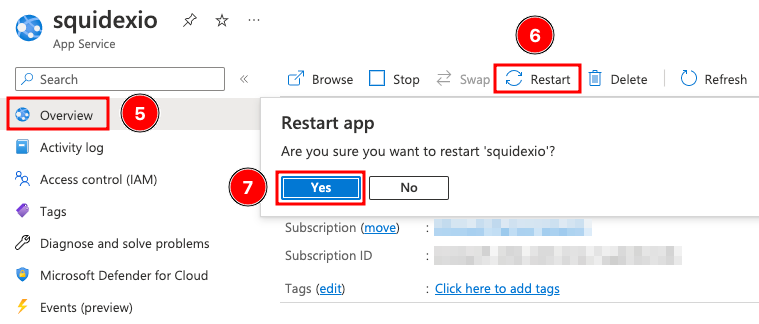 squidexio
App Service
Search
«
Browse
Stop
Swap
Restart
Delete
Refresh
6
5
Overview
Activity log
Access control (IAM)
Tags
Diagnose and solve problems
Microsoft Defender for Cloud
Events (preview)
Restart app
Are you sure you want to restart 'squidexio'?
7
Yes
No
Subscription (move) :
Subscription ID :
Tags (edit) : Click here to add tags